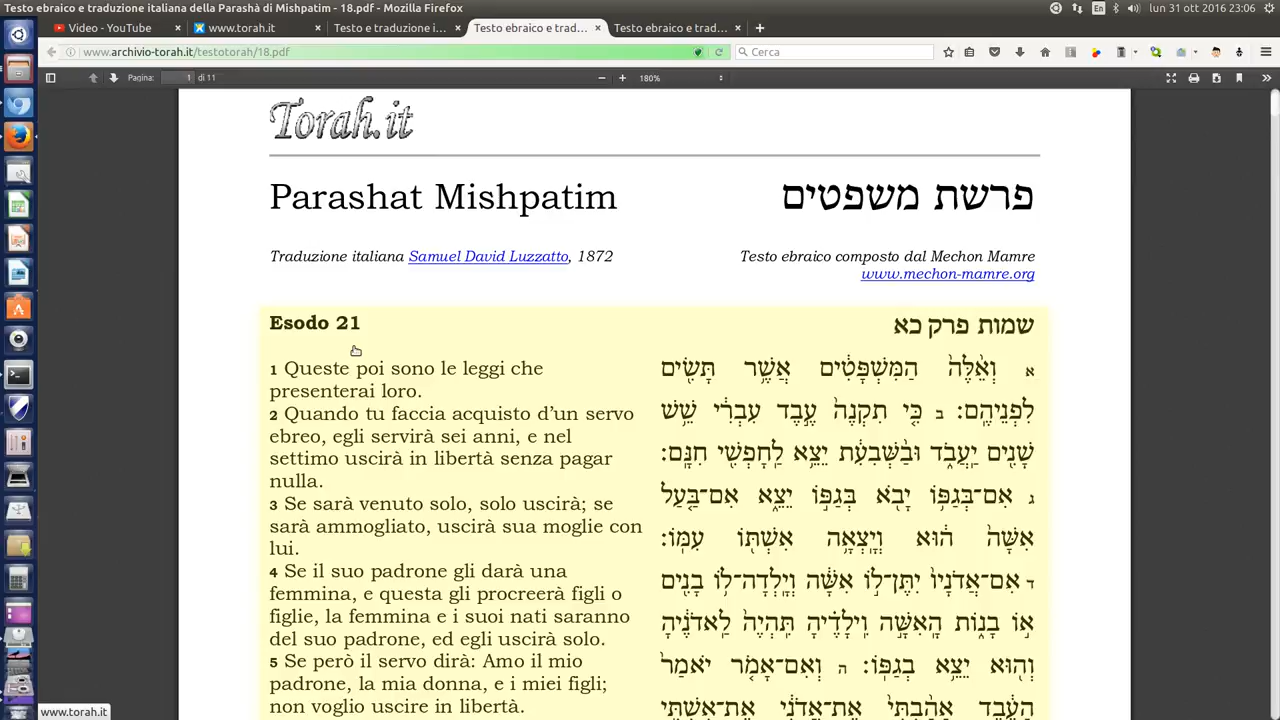 Testo ebraico e traduzione italiana della Parashà di Mishpatim - 18.pdf - Mozilla Firefox
En
lun 31 ott 2016 23:06
Video - YouTube
www.torah.it
Testo e traduzione i...
Testo ebraico e trad...
Testo ebraico e trad...
www.archivio-torah.it/testotorah/18.pdf
Cerca
Pagina: 1 di 11
180%
Torah.it
Parashat Mishpatim
פרשת משפטים
Traduzione italiana Samuel David Luzzatto, 1872
Testo ebraico composto dal Mechon Mamre
www.mechon-mamre.org
Esodo 21
1 Queste poi sono le leggi che
presenterai loro.
2 Quando tu faccia acquisto d’un servo
ebreo, egli servirà sei anni, e nel
settimo uscirà in libertà senza pagar
nulla.
3 Se sarà venuto solo, solo uscirà; se
sarà ammogliato, uscirà sua moglie con
lui.
4 Se il suo padrone gli darà una
femmina, e questa gli procreerà figli o
figlie, la femmina e i suoi nati saranno
del suo padrone, ed egli uscirà solo.
5 Se però il servo dirà: Amo il mio
padrone, la mia donna, e i miei figli;
non voglio uscire in libertà.
שמות פרק כא
א וְאֵלֶּה֙ הַמִּשְׁפָּטִ֔ים אֲשֶׁ֥ר תָּשִׂ֖ים
לִפְנֵיהֶֽם׃ ב כִּ֤י תִקְנֶה֙ עֶ֣בֶד עִבְרִ֔י שֵׁ֥שׁ
שָׁנִ֖ים יַֽעֲבֹ֑ד וּבַ֨שְּׁבִעִ֔ת יֵצֵ֥א לַֽחָפְשִׁ֖י חִנָּֽם׃
ג אִם־בְּגַפּ֥וֹ יָבֹ֖א בְּגַפּ֣וֹ יֵצֵ֑א אִם־בַּ֤עַל
אִשָּׁה֙ ה֔וּא וְיָֽצְאָ֥ה אִשְׁתּ֖וֹ עִמּֽוֹ׃
ד אִם־אֲדֹנָיו֙ יִתֶּן־ל֣וֹ אִשָּׁ֔ה וְיָֽלְדָה־ל֥וֹ בָנִ֖ים
א֣וֹ בָנ֑וֹת הָֽאִשָּׁ֣ה וִֽילָדֶ֗יהָ תִּֽהְיֶה֙ לַֽאדֹנֶ֔יהָ
וְה֖וּא יֵצֵ֥א בְגַפּֽוֹ׃ ה וְאִם־אָמֹ֤ר יֹאמַר֙
הָעֶ֔בֶד אָהַ֨בְתִּי֙ אֶת־אֲדֹנִ֔י אֶת־אִשְׁתִּ֖י
www.torah.it